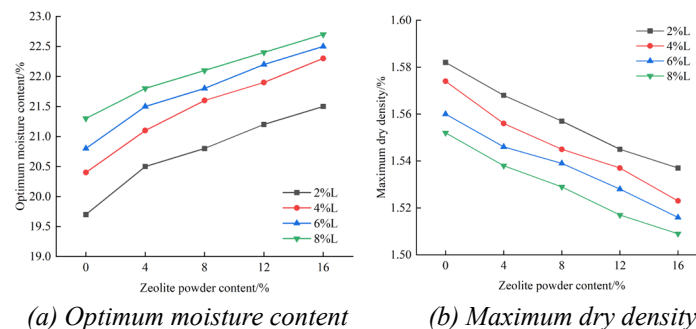 23.0
22.5
22.0
21.5
21.0
20.5
20.0
19.5
19.0
Optimum moisture content/%
0 4 8 12 16
Zeolite powder content/%
2%L
4%L
6%L
8%L
(a) Optimum moisture content
1.60
1.58
1.56
1.54
1.52
1.50
Maximum dry density/%
0 4 8 12 16
Zeolite powder content/%
2%L
4%L
6%L
8%L
(b) Maximum dry density